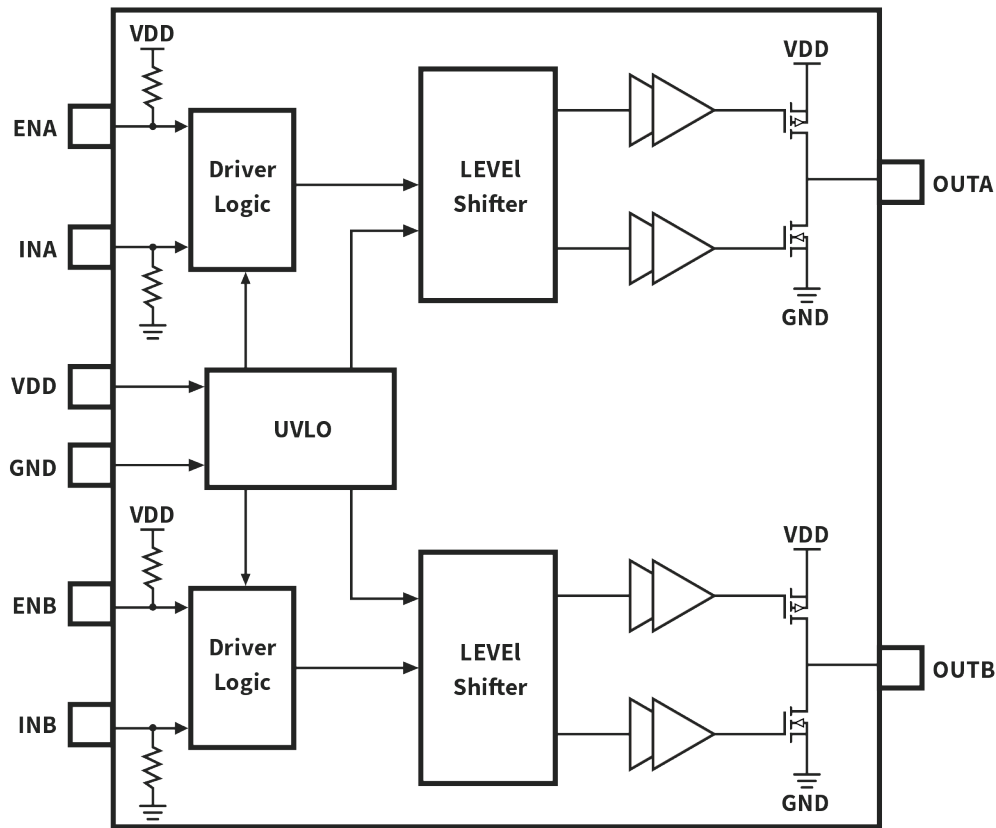 VDD
VDD
ENA
Driver
Logic
LEVEl
Shifter
OUTA
INA
GND
VDD
UVLO
GND
VDD
VDD
ENB
Driver
Logic
LEVEl
Shifter
OUTB
INB
GND